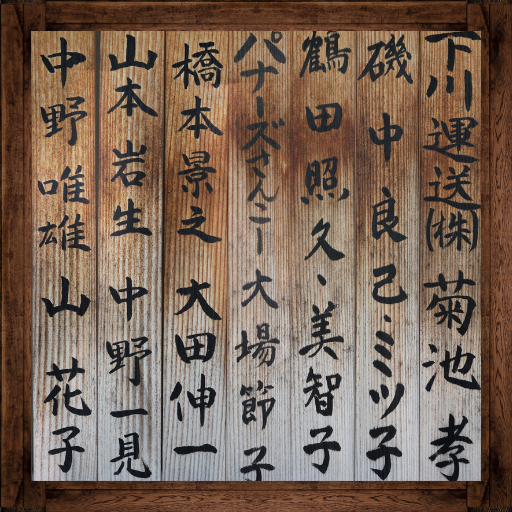 下川運送㈱ 菊池 孝
磯中良己、ミツ子
鶴田照久、美智子
パナーズさんこー 大場節子
橋本景之 大田伸一
山本岩生 中野一見
中野唯雄 山 花子